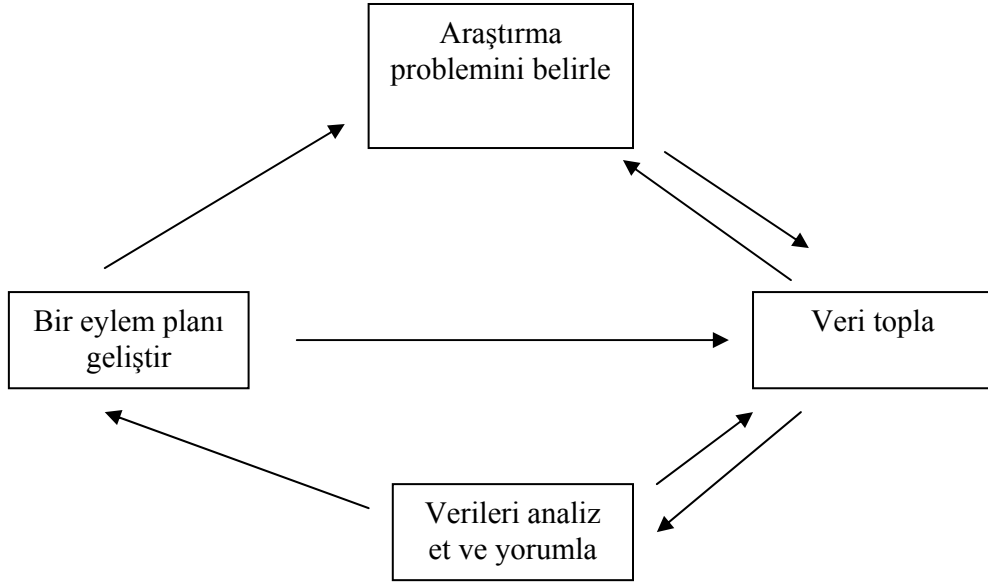 Araştırma
problemini belirle
Bir eylem planı
geliştir
Veri topla
Verileri analiz
et ve yorumla